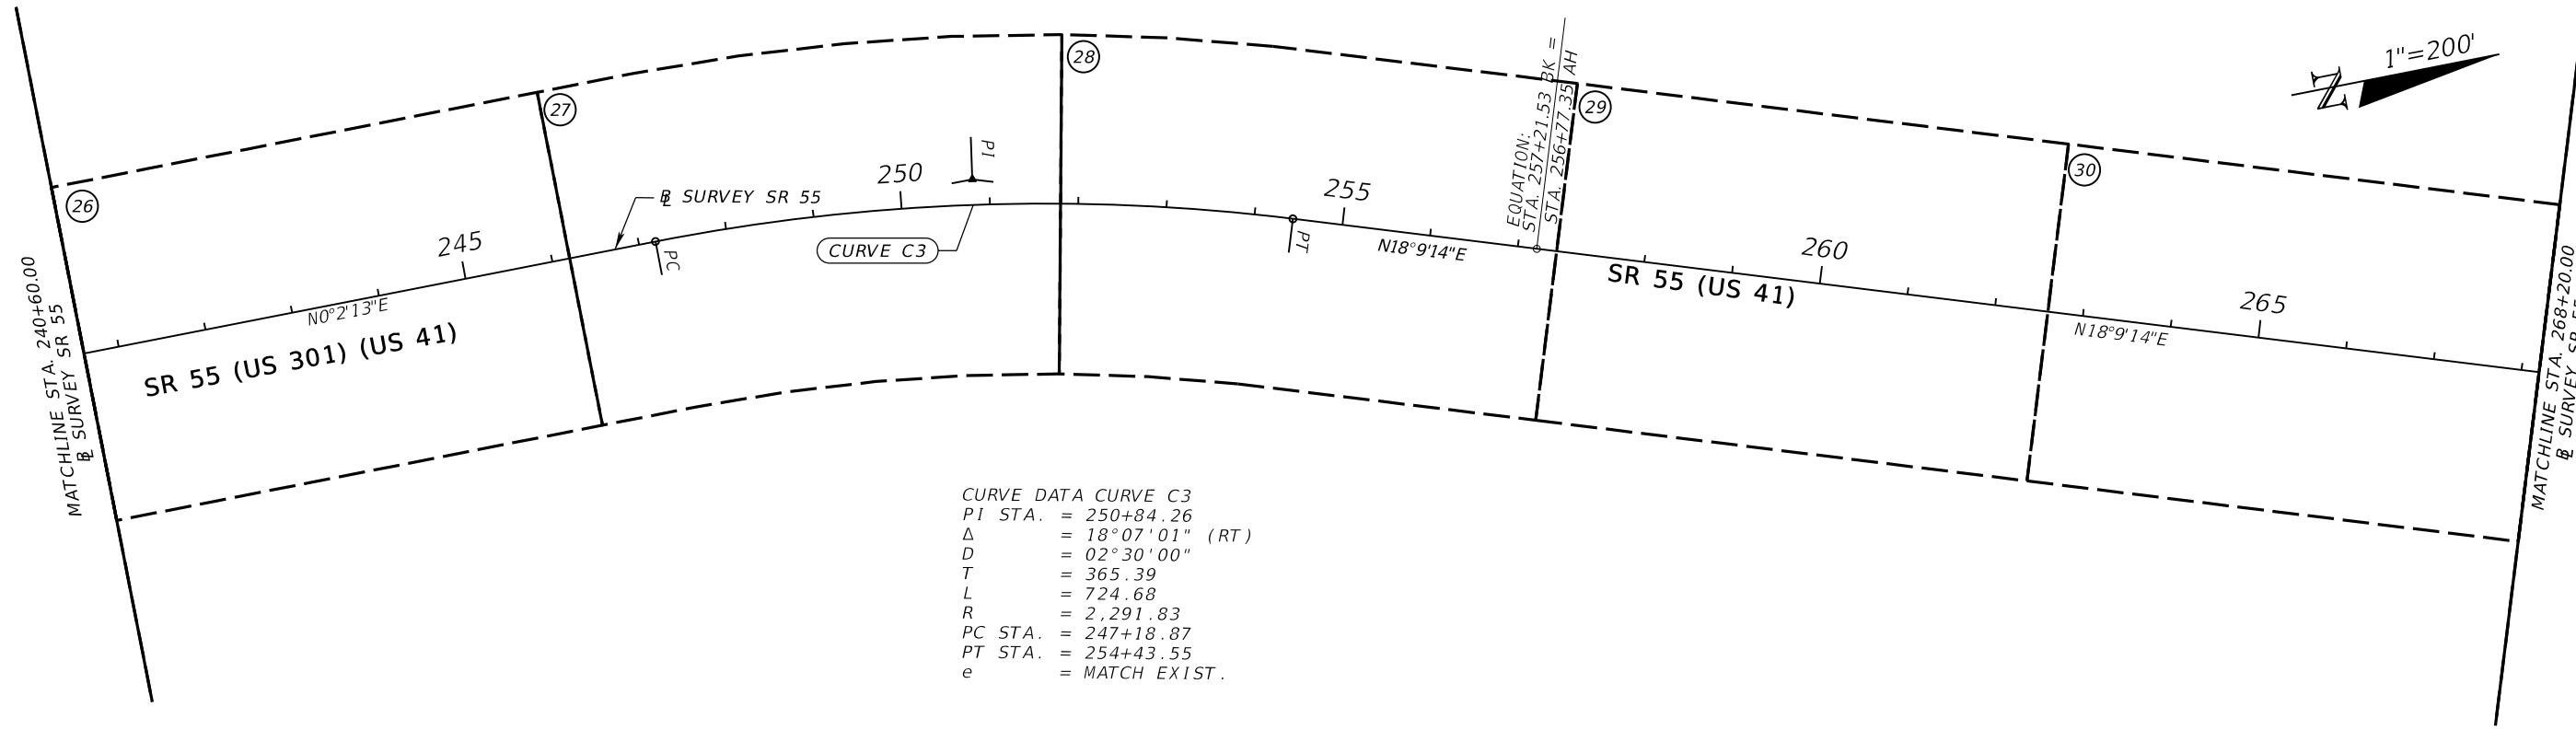 26
27
28
29
30
1"=200'
N
MATCHLINE STA. 240+60.00
BL SURVEY SR 55
245
N0°2'13"E
SR 55 (US 301) (US 41)
BL SURVEY SR 55
PC
250
PI
CURVE C3
255
PT
N18°9'14"E
EQUATION:
STA. 257+21.53 BK =
STA. 256+77.35 AH
SR 55 (US 41)
260
265
N18°9'14"E
MATCHLINE STA. 268+20.00
BL SURVEY SR 55
CURVE DATA CURVE C3
PI STA. = 250+84.26
Δ = 18°07'01" (RT)
D = 02°30'00"
T = 365.39
L = 724.68
R = 2,291.83
PC STA. = 247+18.87
PT STA. = 254+43.55
e = MATCH EXIST.